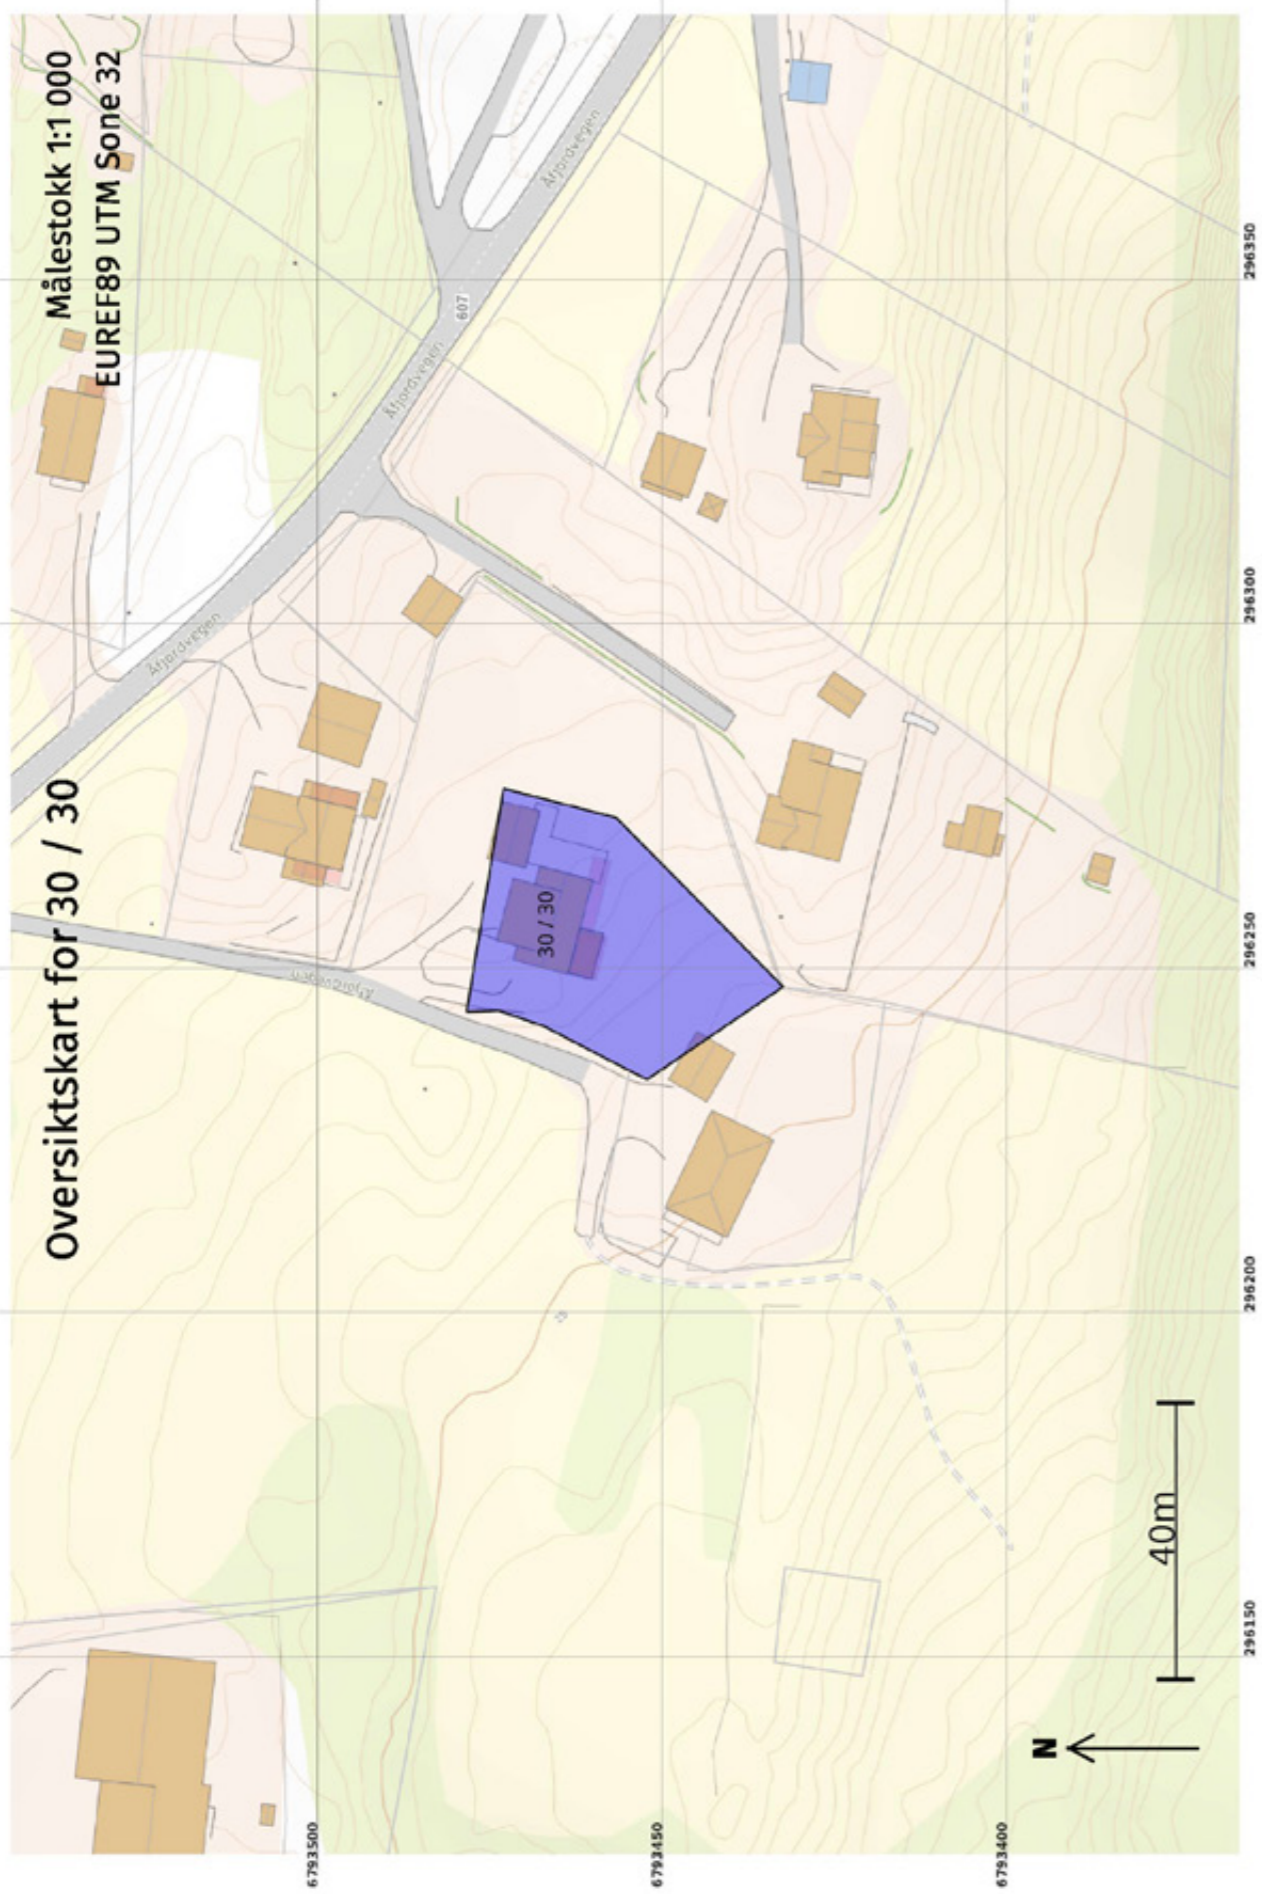 Oversiktskart for 30 / 30
Målestokk 1:1 000
EUREF89 UTM Sone 32
Åfjordvegen
Åfjordvegen
Åfjordvegen
607
30 / 30
6793500
6793450
6793400
296150
296200
296250
296300
296350
N
40m